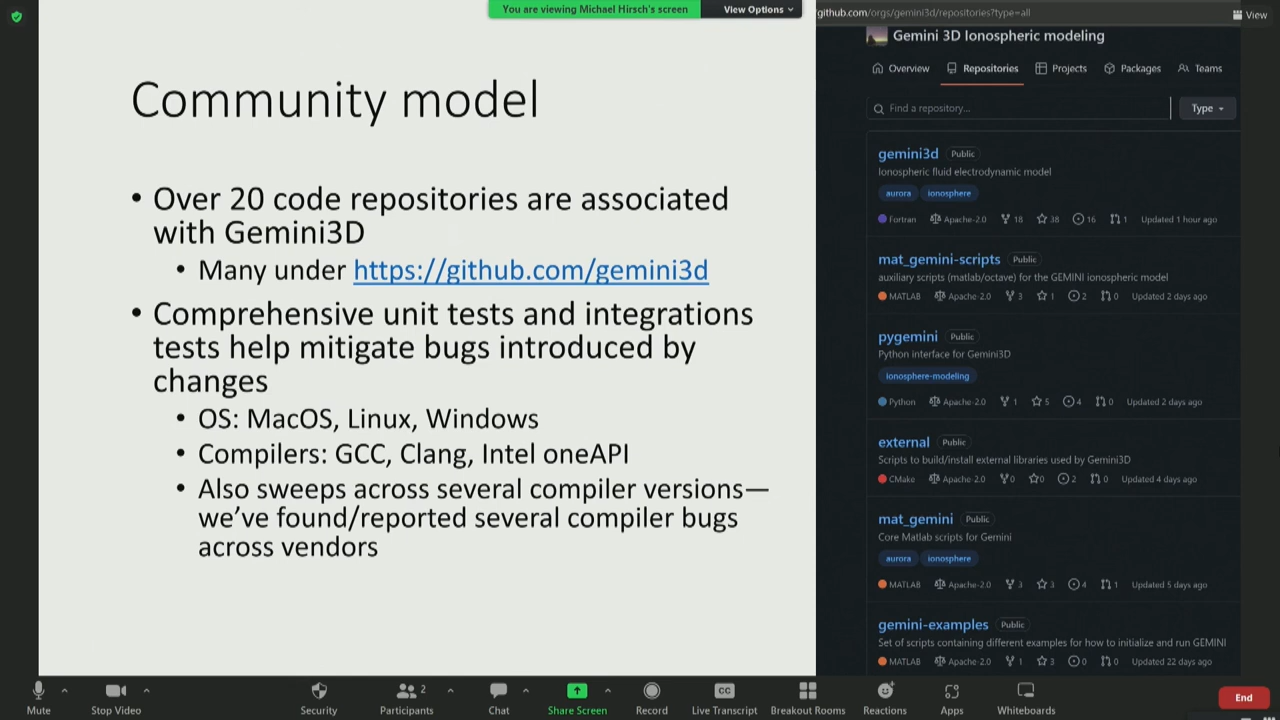 You are viewing Michael Hirsch's screen
View Options
github.com/orgs/gemini3d/repositories?type=all
View
Community model
• Over 20 code repositories are associated
with Gemini3D
• Many under https://github.com/gemini3d
• Comprehensive unit tests and integrations
tests help mitigate bugs introduced by
changes
• OS: MacOS, Linux, Windows
• Compilers: GCC, Clang, Intel oneAPI
• Also sweeps across several compiler versions—
we've found/reported several compiler bugs
across vendors
Gemini 3D Ionospheric modeling
Overview Repositories Projects Packages Teams
Find a repository... Type
gemini3d Public
Ionospheric fluid electrodynamic model
aurora ionosphere
Fortran Apache-2.0 18 38 16 1 Updated 1 hour ago
mat_gemini-scripts Public
auxiliary scripts (matlab/octave) for the GEMINI ionospheric model
MATLAB Apache-2.0 3 1 2 0 Updated 2 days ago
pygemini Public
Python interface for Gemini3D
ionosphere-modeling
Python Apache-2.0 1 5 4 0 Updated 2 days ago
external Public
Scripts to build/install external libraries used by Gemini3D
CMake Apache-2.0 0 0 2 0 Updated 4 days ago
mat_gemini Public
Core Matlab scripts for Gemini
aurora ionosphere
MATLAB Apache-2.0 3 3 4 1 Updated 5 days ago
gemini-examples Public
Set of scripts containing different examples for how to initialize and run GEMINI
MATLAB Apache-2.0 1 3 0 0 Updated 22 days ago
Mute Stop Video Security Participants 2 Chat Share Screen Record CC Live Transcript Breakout Rooms Reactions Apps Whiteboards End